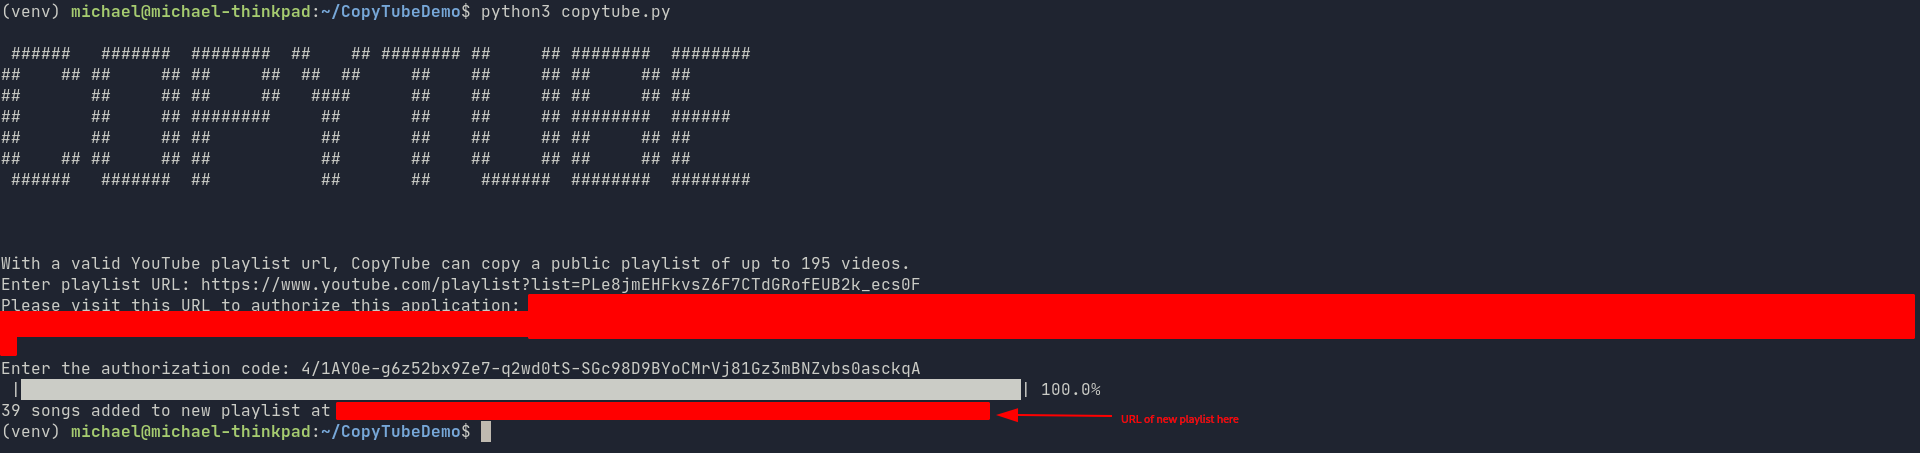 (venv) michael@michael-thinkpad:~/CopyTubeDemo$ python3 copytube.py
COPYTUBE
With a valid YouTube playlist url, CopyTube can copy a public playlist of up to 195 videos.
Enter playlist URL: https://www.youtube.com/playlist?list=PLe8jmEHFkvsZ6F7CTdGRofEUB2k_ecs0F
Please visit this URL to authorize this application:
Enter the authorization code: 4/1AY0e-g6z52bx9Ze7-q2wd0tS-SGc98D9BYoCMrVj81Gz3mBNZvbs0asckqA
| | 100.0%
39 songs added to new playlist at
URL of new playlist here
(venv) michael@michael-thinkpad:~/CopyTubeDemo$